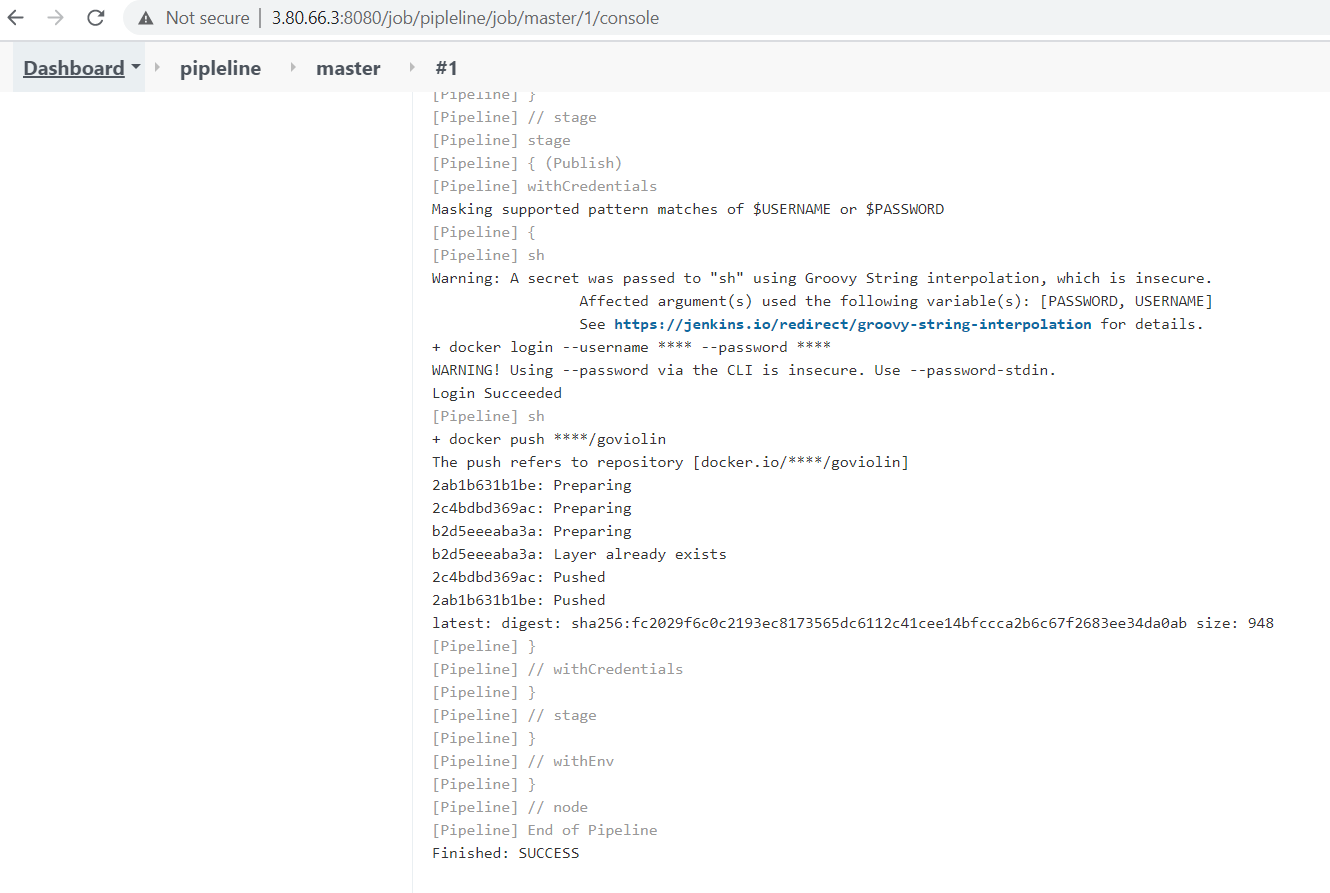 Not secure | 3.80.66.3:8080/job/pipleline/job/master/1/console
Dashboard pipleline master #1
[Pipeline] }
[Pipeline] // stage
[Pipeline] stage
[Pipeline] { (Publish)
[Pipeline] withCredentials
Masking supported pattern matches of $USERNAME or $PASSWORD
[Pipeline] {
[Pipeline] sh
Warning: A secret was passed to "sh" using Groovy String interpolation, which is insecure.
Affected argument(s) used the following variable(s): [PASSWORD, USERNAME]
See https://jenkins.io/redirect/groovy-string-interpolation for details.
+ docker login --username **** --password ****
WARNING! Using --password via the CLI is insecure. Use --password-stdin.
Login Succeeded
[Pipeline] sh
+ docker push ****/goviolin
The push refers to repository [docker.io/****/goviolin]
2ab1b631b1be: Preparing
2c4bdbd369ac: Preparing
b2d5eeeaba3a: Preparing
b2d5eeeaba3a: Layer already exists
2c4bdbd369ac: Pushed
2ab1b631b1be: Pushed
latest: digest: sha256:fc2029f6c0c2193ec8173565dc6112c41cee14bfccca2b6c67f2683ee34da0ab size: 948
[Pipeline] }
[Pipeline] // withCredentials
[Pipeline] }
[Pipeline] // stage
[Pipeline] }
[Pipeline] // withEnv
[Pipeline] }
[Pipeline] // node
[Pipeline] End of Pipeline
Finished: SUCCESS